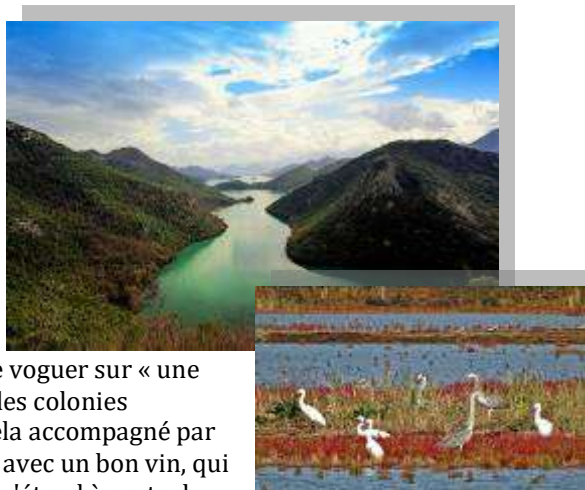 voguer sur « une
les colonies
ela accompagné par
avec un bon vin, qui